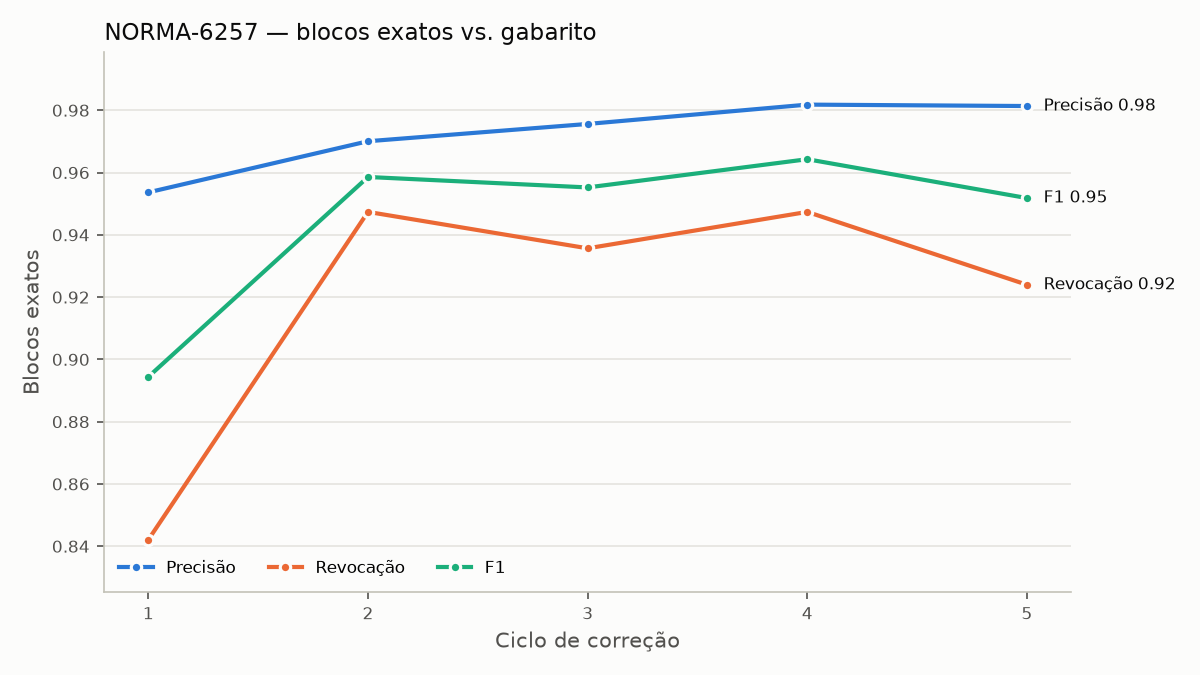 NORMA-6257 — blocos exatos vs. gabarito
Blocos exatos
0.98
0.96
0.94
0.92
0.90
0.88
0.86
0.84
Precisão 0.98
F1 0.95
Revocação 0.92
Precisão Revocação F1
1 2 3 4 5
Ciclo de correção